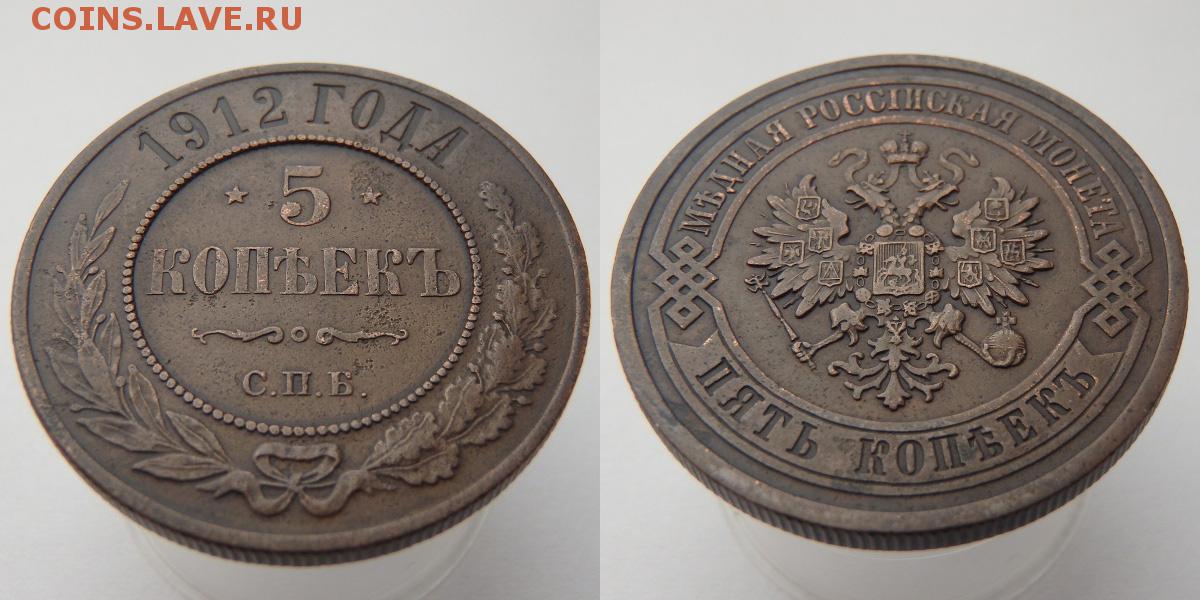 COINS.LAVE.RU
1912 ГОДА
5
КОПѢЕКЪ
С.П.Б.
МѢДНАЯ РОССІЙСКАЯ МОНЕТА
ПЯТЬ КОПѢЕКЪ